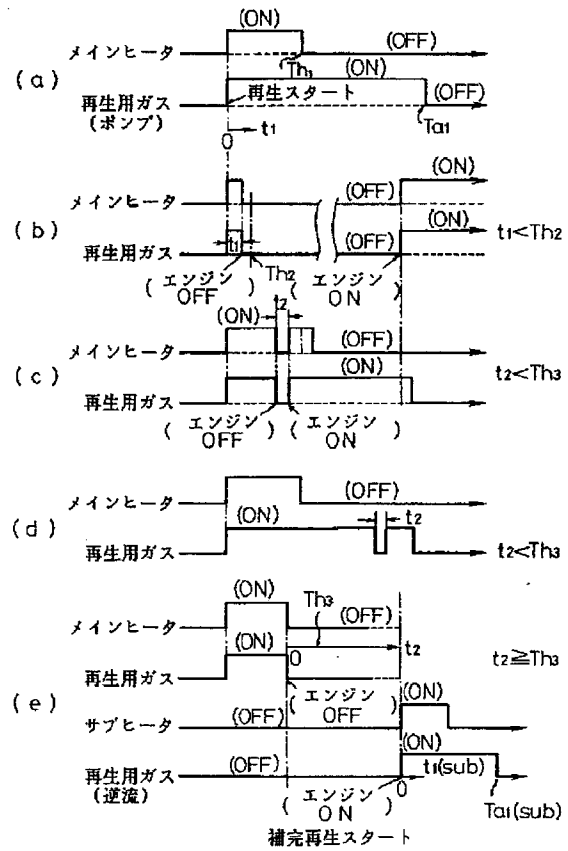 (a)
(ON)
メインヒータ
(OFF)
Th1
(ON)
再生用ガス
(ポンプ)
再生スタート
(OFF)
0
t1
Ta1
(b)
(ON)
メインヒータ
(OFF)
(ON)
t1<Th2
再生用ガス
t1
(OFF)
Th2
(エンジン
OFF)
(エンジン
ON)
(c)
t2
(ON)
メインヒータ
(OFF)
(ON)
t2<Th3
再生用ガス
(エンジン
OFF)
(エンジン
ON)
(d)
メインヒータ
(OFF)
(ON)
t2
再生用ガス
t2<Th3
(e)
(ON)
Th3
メインヒータ
(OFF)
(ON)
0
t2
t2≧Th3
再生用ガス
(エンジン
OFF)
(ON)
サブヒータ
(OFF)
(ON)
再生用ガス
(逆流)
(OFF)
t1(sub)
(エンジン
ON)
0
Ta1(sub)
補完再生スタート